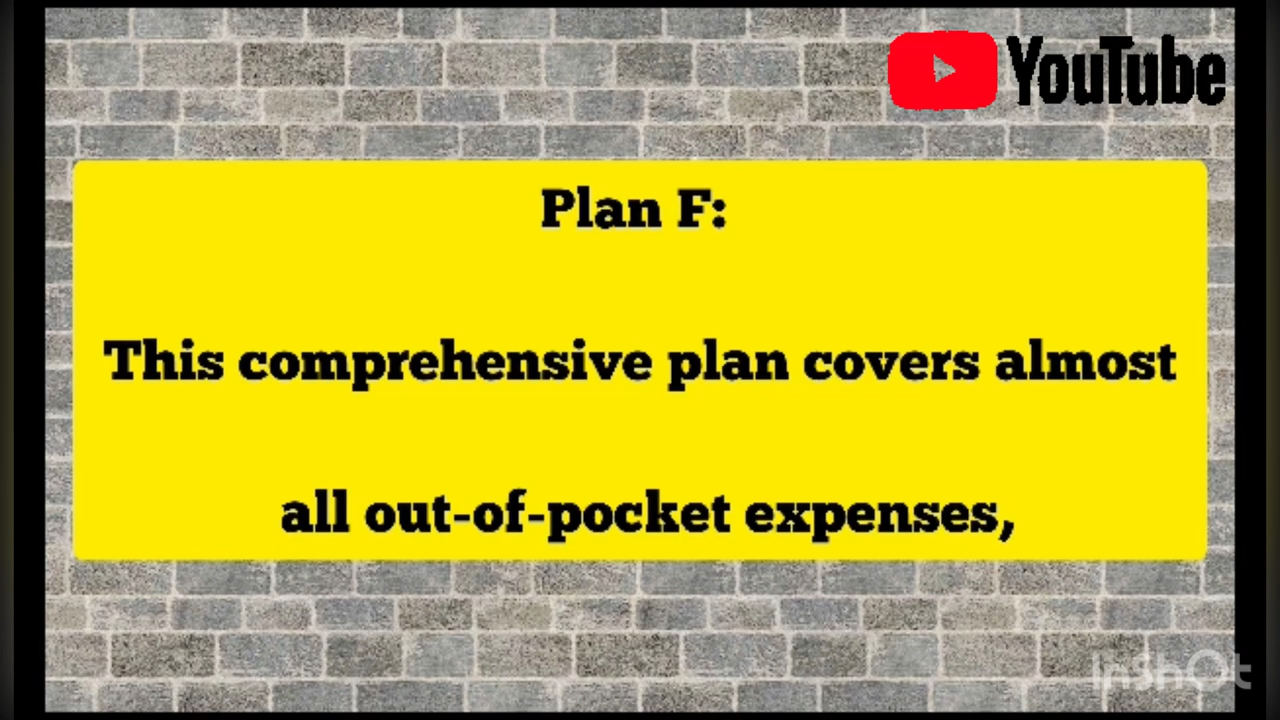 YouTube
Plan F:
This comprehensive plan covers almost
all out-of-pocket expenses,
InShOt